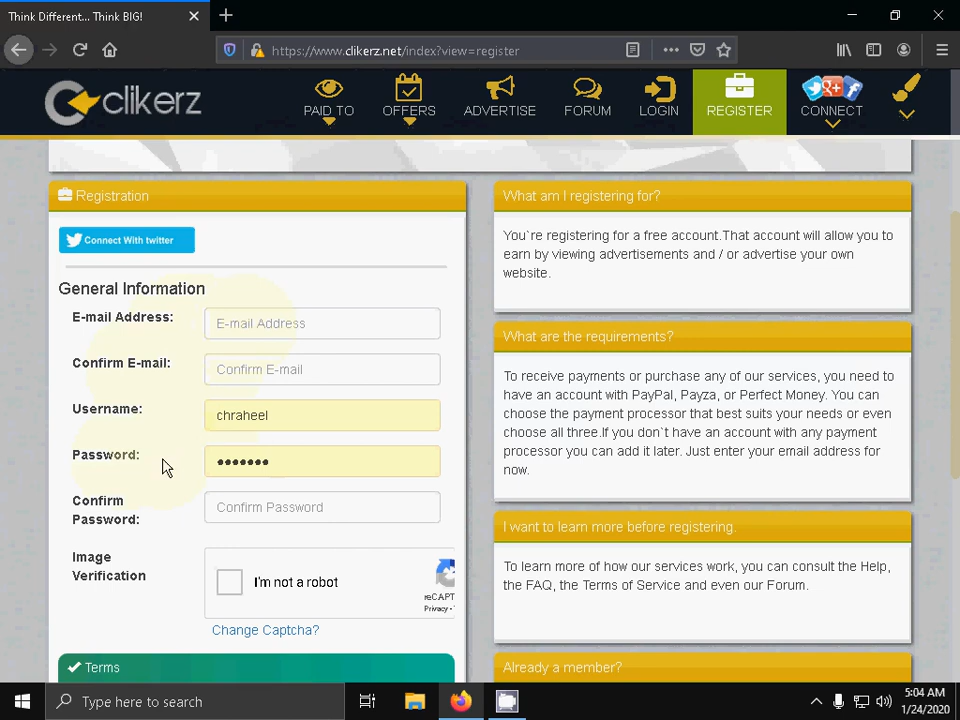 Think Different... Think BIG!
https://www.clikerz.net/index?view=register
clikerz
PAID TO
OFFERS
ADVERTISE
FORUM
LOGIN
REGISTER
CONNECT
Registration
Connect With twitter
General Information
E-mail Address:
E-mail Address
Confirm E-mail:
Confirm E-mail
Username:
chraheel
Password:
Confirm Password:
Confirm Password
Image Verification
I'm not a robot
reCAPT
Privacy -
Change Captcha?
Terms
What am I registering for?
You`re registering for a free account.That account will allow you to
earn by viewing advertisements and / or advertise your own
website.
What are the requirements?
To receive payments or purchase any of our services, you need to
have an account with PayPal, Payza, or Perfect Money. You can
choose the payment processor that best suits your needs or even
choose all three.If you don`t have an account with any payment
processor you can add it later. Just enter your email address for
now.
I want to learn more before registering.
To learn more of how our services work, you can consult the Help,
the FAQ, the Terms of Service and even our Forum.
Already a member?
Type here to search
5:04 AM
1/24/2020